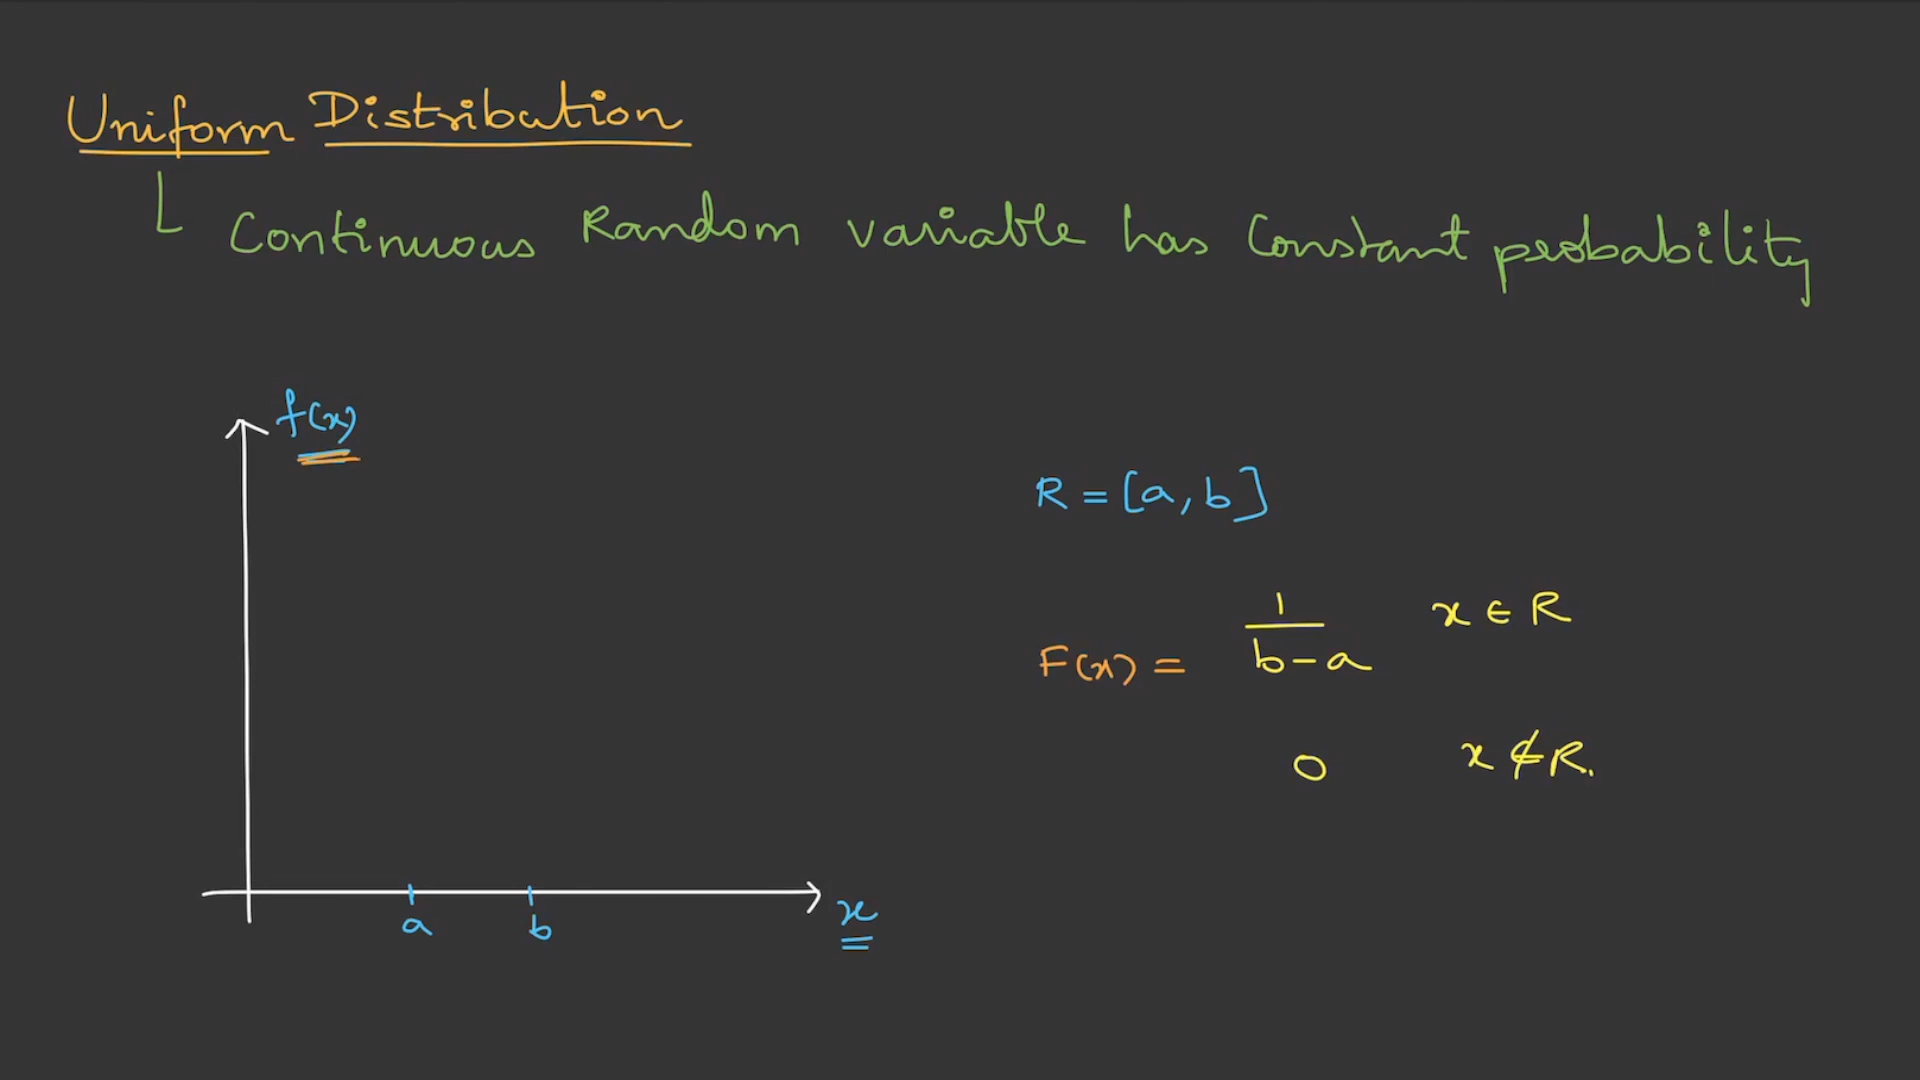 Uniform Distribution
Continuous Random variable has Constant probability
f(x)
R = [a, b]
F(x) = 1/(b-a) x ∈ R
0 x ∉ R.
a b x